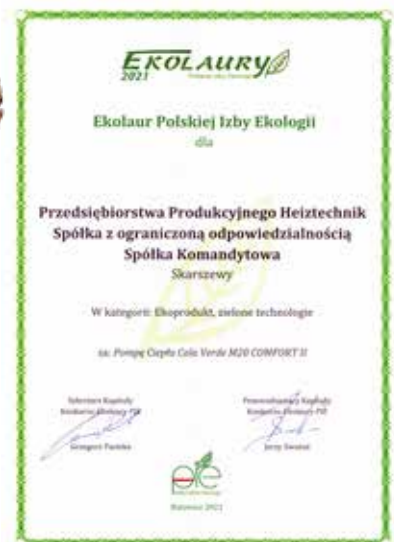 EKOLAURY
2021
Ekolaur Polskiej Izby Ekologii
dla
Przedsiębiorstwa Produkcyjnego Heiztechnik
Spółka z ograniczoną odpowiedzialnością
Spółka Komandytowa
Skarszewy
W kategorii: Ekoprodukt, zielone technologie
za: Pompę Ciepła Calla Verde M20 COMFORT II
Sekretarz Kapituły
Przewodniczący Kapituły
Konkursu Ekolaury PIE
Konkursu Ekolaury PIE
Grzegorz
Jerzy Swatoń
pie
Katowice 2021